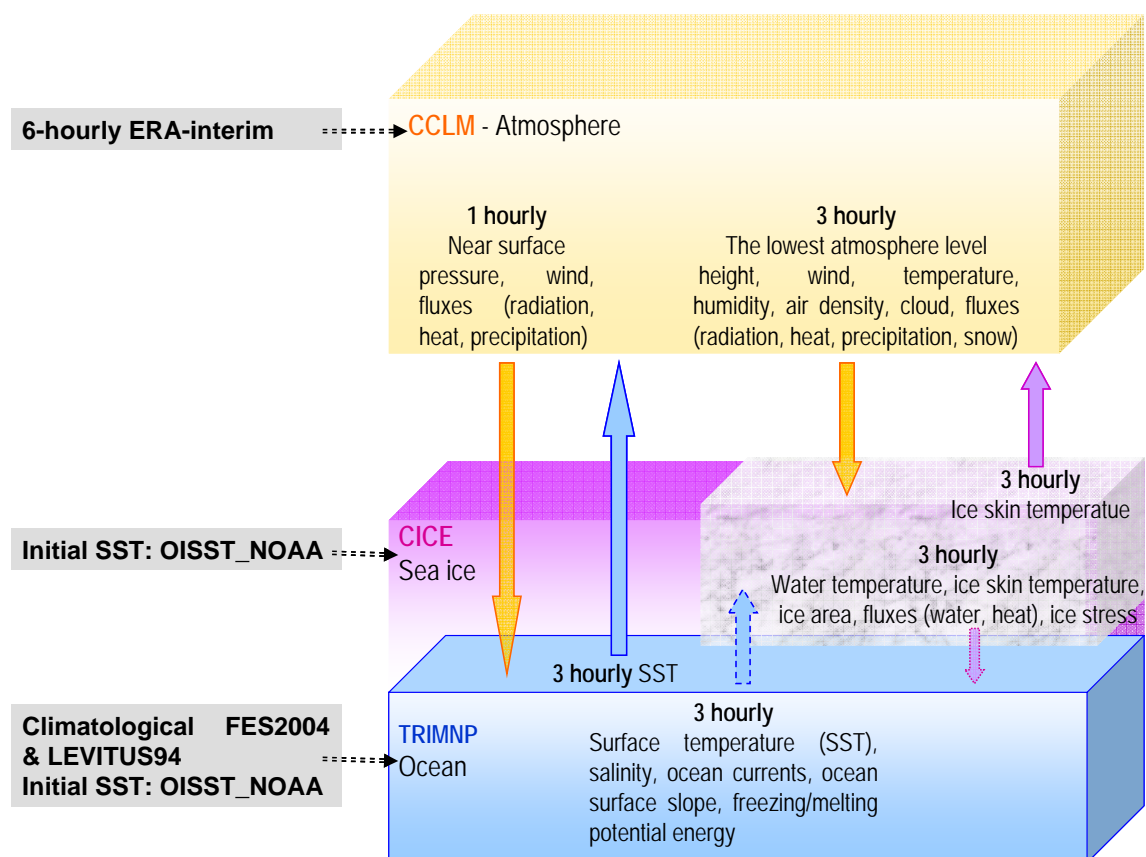 6-hourly ERA-interim
CCLM - Atmosphere
1 hourly
Near surface
pressure, wind,
fluxes (radiation,
heat, precipitation)
3 hourly
The lowest atmosphere level
height, wind, temperature,
humidity, air density, cloud, fluxes
(radiation, heat, precipitation, snow)
Initial SST: OISST_NOAA
CICE
Sea ice
3 hourly
Ice skin temperatue
3 hourly
Water temperature, ice skin temperature,
ice area, fluxes (water, heat), ice stress
3 hourly SST
Climatological FES2004
& LEVITUS94
Initial SST: OISST_NOAA
TRIMNP
Ocean
3 hourly
Surface temperature (SST),
salinity, ocean currents, ocean
surface slope, freezing/melting
potential energy